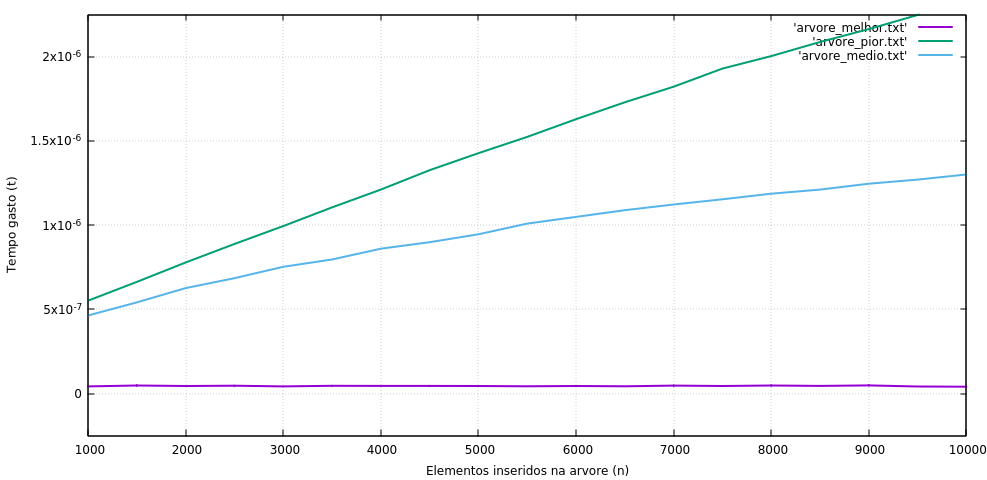 'arvore_melhor.txt'
'arvore_pior.txt'
'arvore_medio.txt'
2x10⁻⁶
1.5x10⁻⁶
1x10⁻⁶
5x10⁻⁷
0
Tempo gasto (t)
1000 2000 3000 4000 5000 6000 7000 8000 9000 10000
Elementos inseridos na arvore (n)